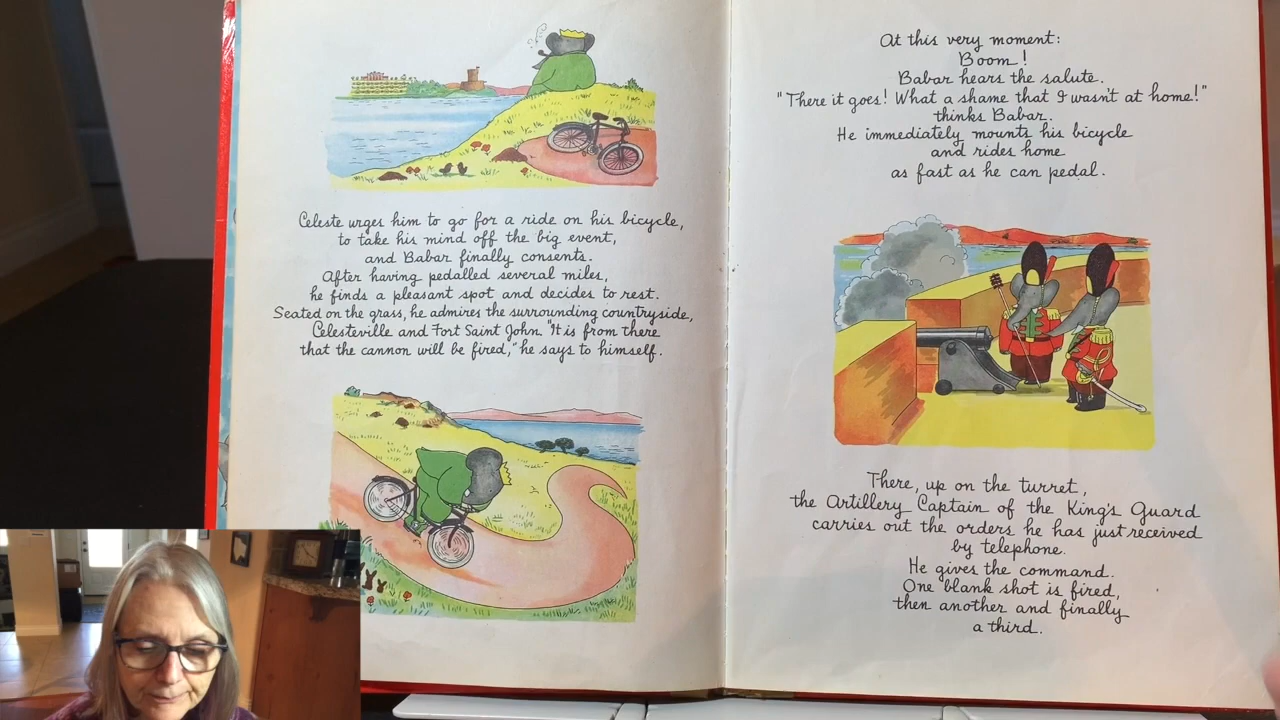 Celeste urges him to go for a ride on his bicycle,
to take his mind off the big event,
and Babar finally consents.
After having pedalled several miles,
he finds a pleasant spot and decides to rest.
Seated on the grass, he admires the surrounding countryside,
Celesteville and Fort Saint John. "It is from there
that the cannon will be fired," he says to himself.
At this very moment:
Boom!
Babar hears the salute.
"There it goes! What a shame that I wasn't at home!"
thinks Babar.
He immediately mounts his bicycle
and rides home
as fast as he can pedal.
There, up on the turret,
the Artillery Captain of the King's Guard
carries out the orders he has just received
by telephone.
He gives the command.
One blank shot is fired,
then another and finally
a third.